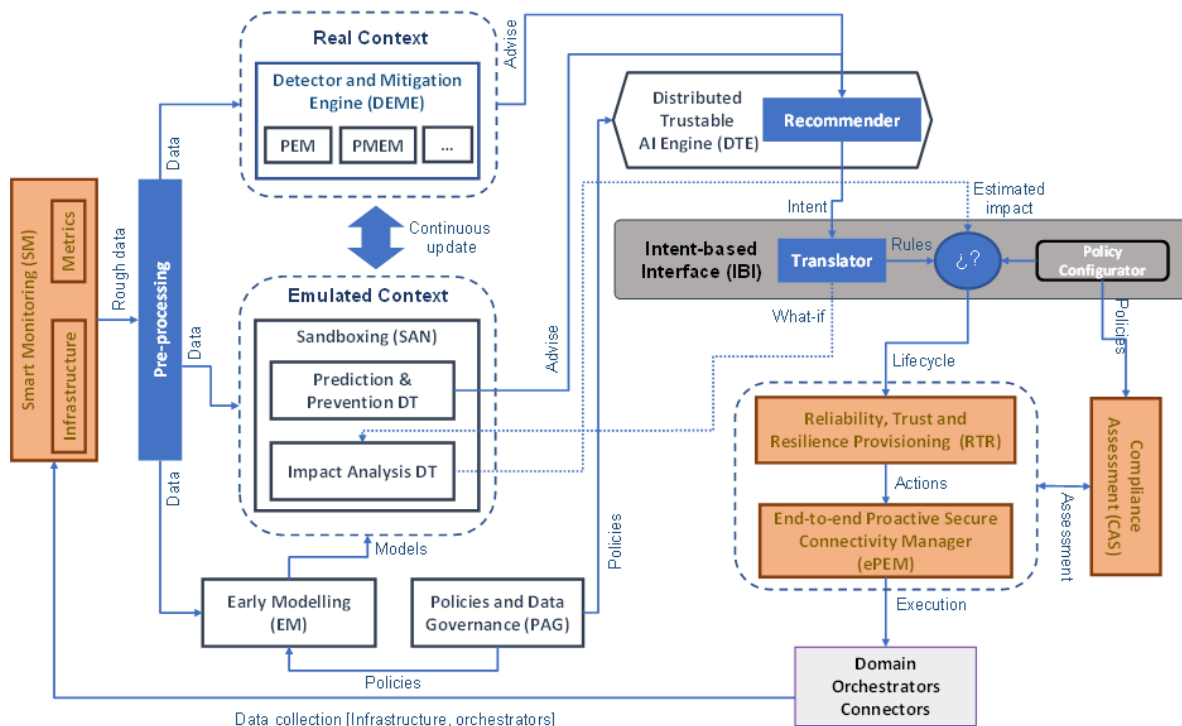 Real Context
Detector and Mitigation
Engine (DEME)
PEM
PMEM
...
Advise
Distributed
Trustable
AI Engine (DTE)
Recommender
Data
Smart Monitoring (SM)
Metrics
Infrastructure
Rough data
Pre-processing
Data
Continuous
update
Intent
Estimated
impact
Intent-based
Interface (IBI)
Translator
Rules
¿?
Policy
Configurator
Emulated Context
Sandboxing (SAN)
Prediction &
Prevention DT
Impact Analysis DT
Advise
What-if
Lifecycle
Policies
Reliability, Trust and
Resilience Provisioning (RTR)
Actions
End-to-end Proactive Secure
Connectivity Manager
(ePEM)
Compliance
Assessment (CAS)
Assessment
Data
Models
Policies
Early Modelling
(EM)
Policies and Data
Governance (PAG)
Policies
Execution
Domain
Orchestrators
Connectors
Data collection [Infrastructure, orchestrators]